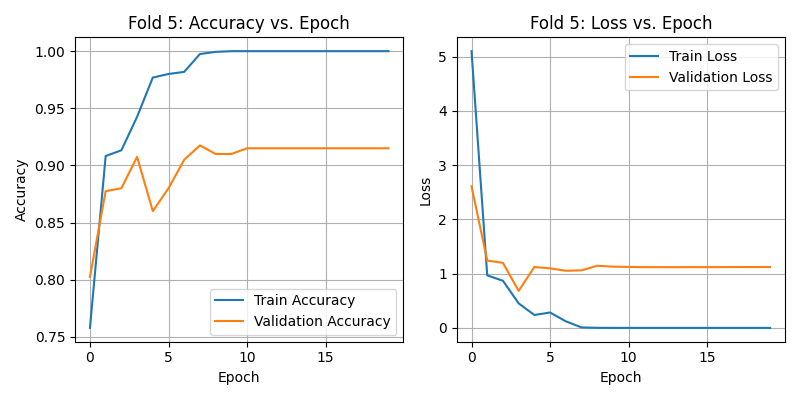 Fold 5: Accuracy vs. Epoch
1.00
0.95
0.90
0.85
0.80
0.75
Accuracy
0
5
10
15
Epoch
Train Accuracy
Validation Accuracy
Fold 5: Loss vs. Epoch
5
4
3
2
1
0
Loss
0
5
10
15
Epoch
Train Loss
Validation Loss